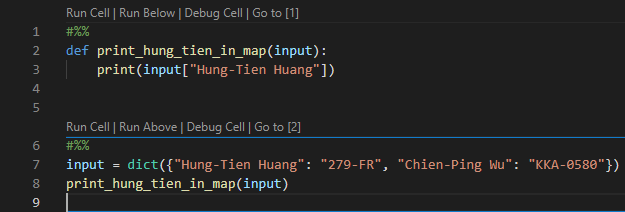 Run Cell | Run Below | Debug Cell | Go to [1]
1 #%%
2 def print_hung_tien_in_map(input):
3     print(input["Hung-Tien Huang"])
4
5
Run Cell | Run Above | Debug Cell | Go to [2]
6 #%%
7 input = dict({"Hung-Tien Huang": "279-FR", "Chien-Ping Wu": "KKA-0580"})
8 print_hung_tien_in_map(input)
9